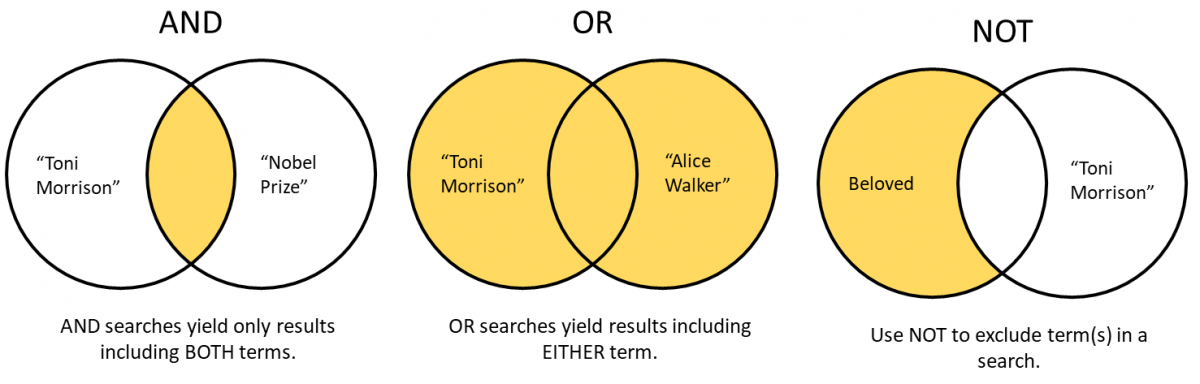 AND
“Toni
Morrison”
“Nobel
Prize”
AND searches yield only results
including BOTH terms.
OR
“Toni
Morrison”
“Alice
Walker”
OR searches yield results including
EITHER term.
NOT
Beloved
“Toni
Morrison”
Use NOT to exclude term(s) in a
search.